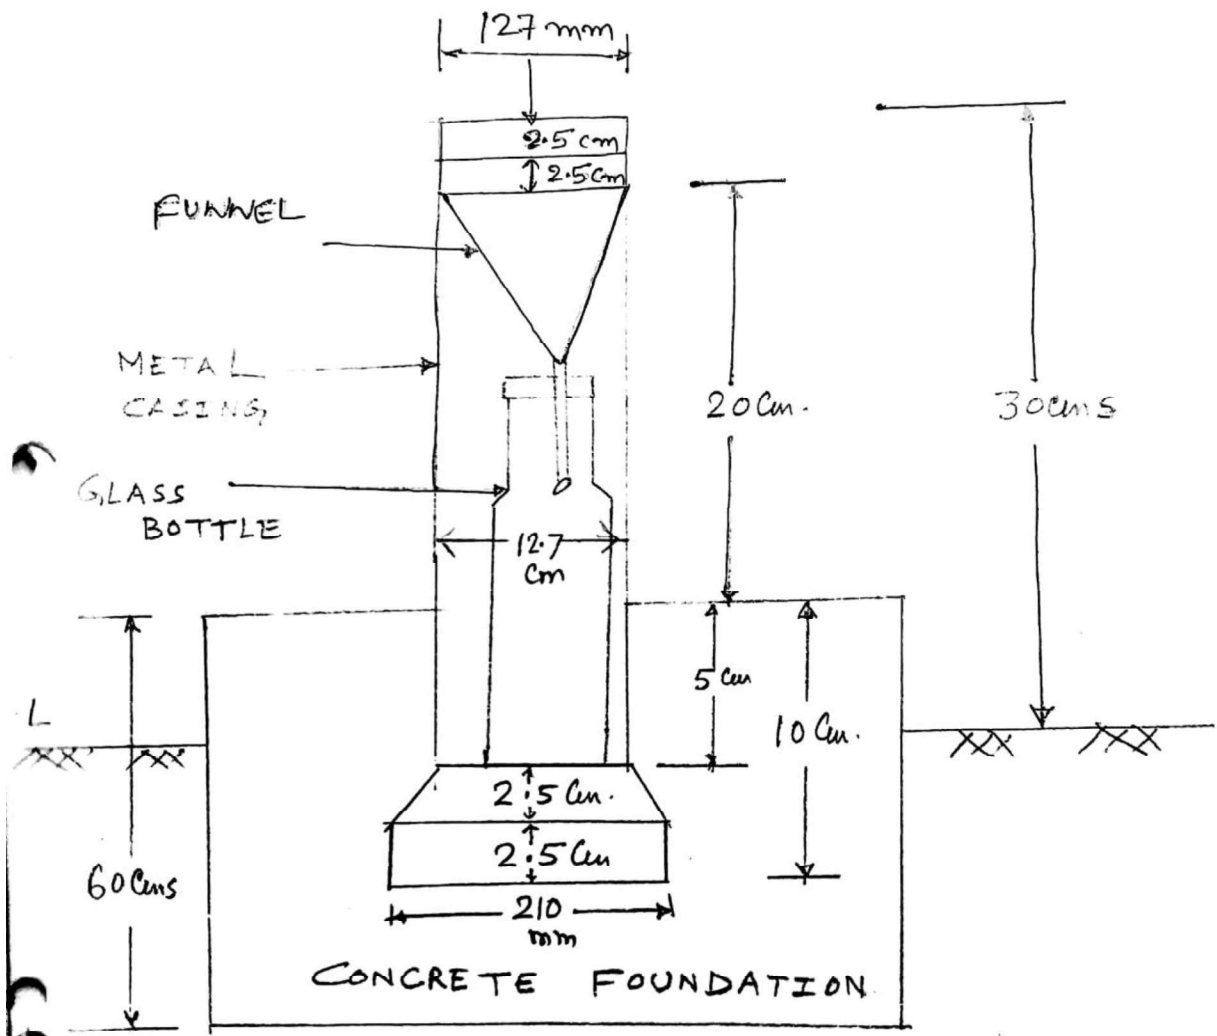 127 mm
2.5 cm
2.5 cm
FUNNEL
METAL
CASING,
20 Cm.
30 cms
GLASS
BOTTLE
12.7
cm
5 cm
L
10 Cm.
2.5 Cm.
2.5 Cm
60 Cms
210
mm
CONCRETE FOUNDATION